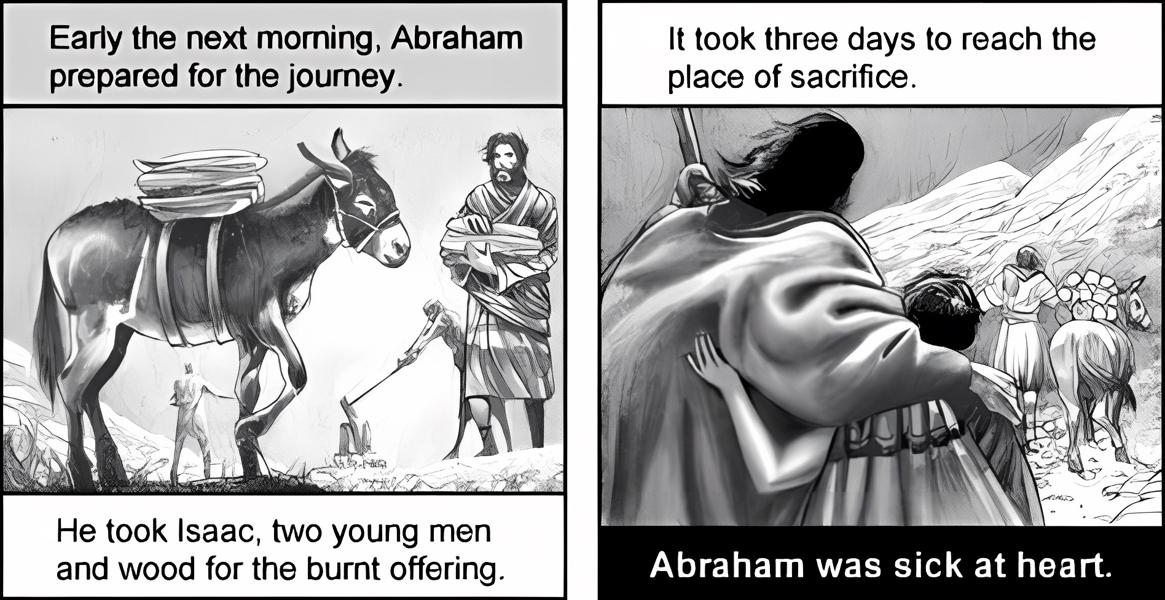 Early the next morning, Abraham
prepared for the journey.
He took Isaac, two young men
and wood for the burnt offering.
It took three days to reach the
place of sacrifice.
Abraham was sick at heart.